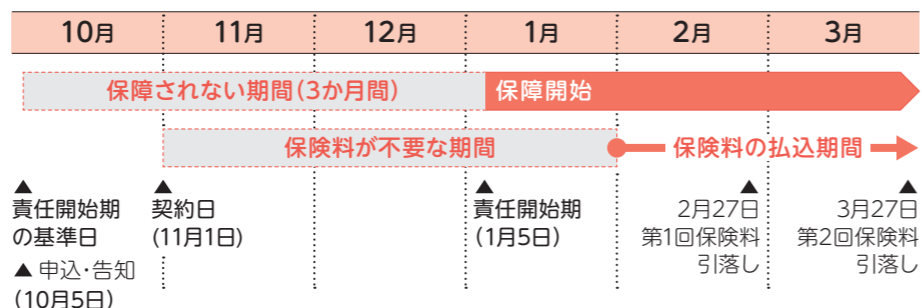 10月 11月 12月 1月 2月 3月
保障されない期間(3か月間) 保障開始
保険料が不要な期間 保険料の払込期間
▲ ▲ ▲ ▲ ▲
責任開始期
の基準日
▲ 申込・告知
(10月5日)
契約日
(11月1日)
責任開始期
(1月5日)
2月27日
第1回保険料
引落し
3月27日
第2回保険料
引落し